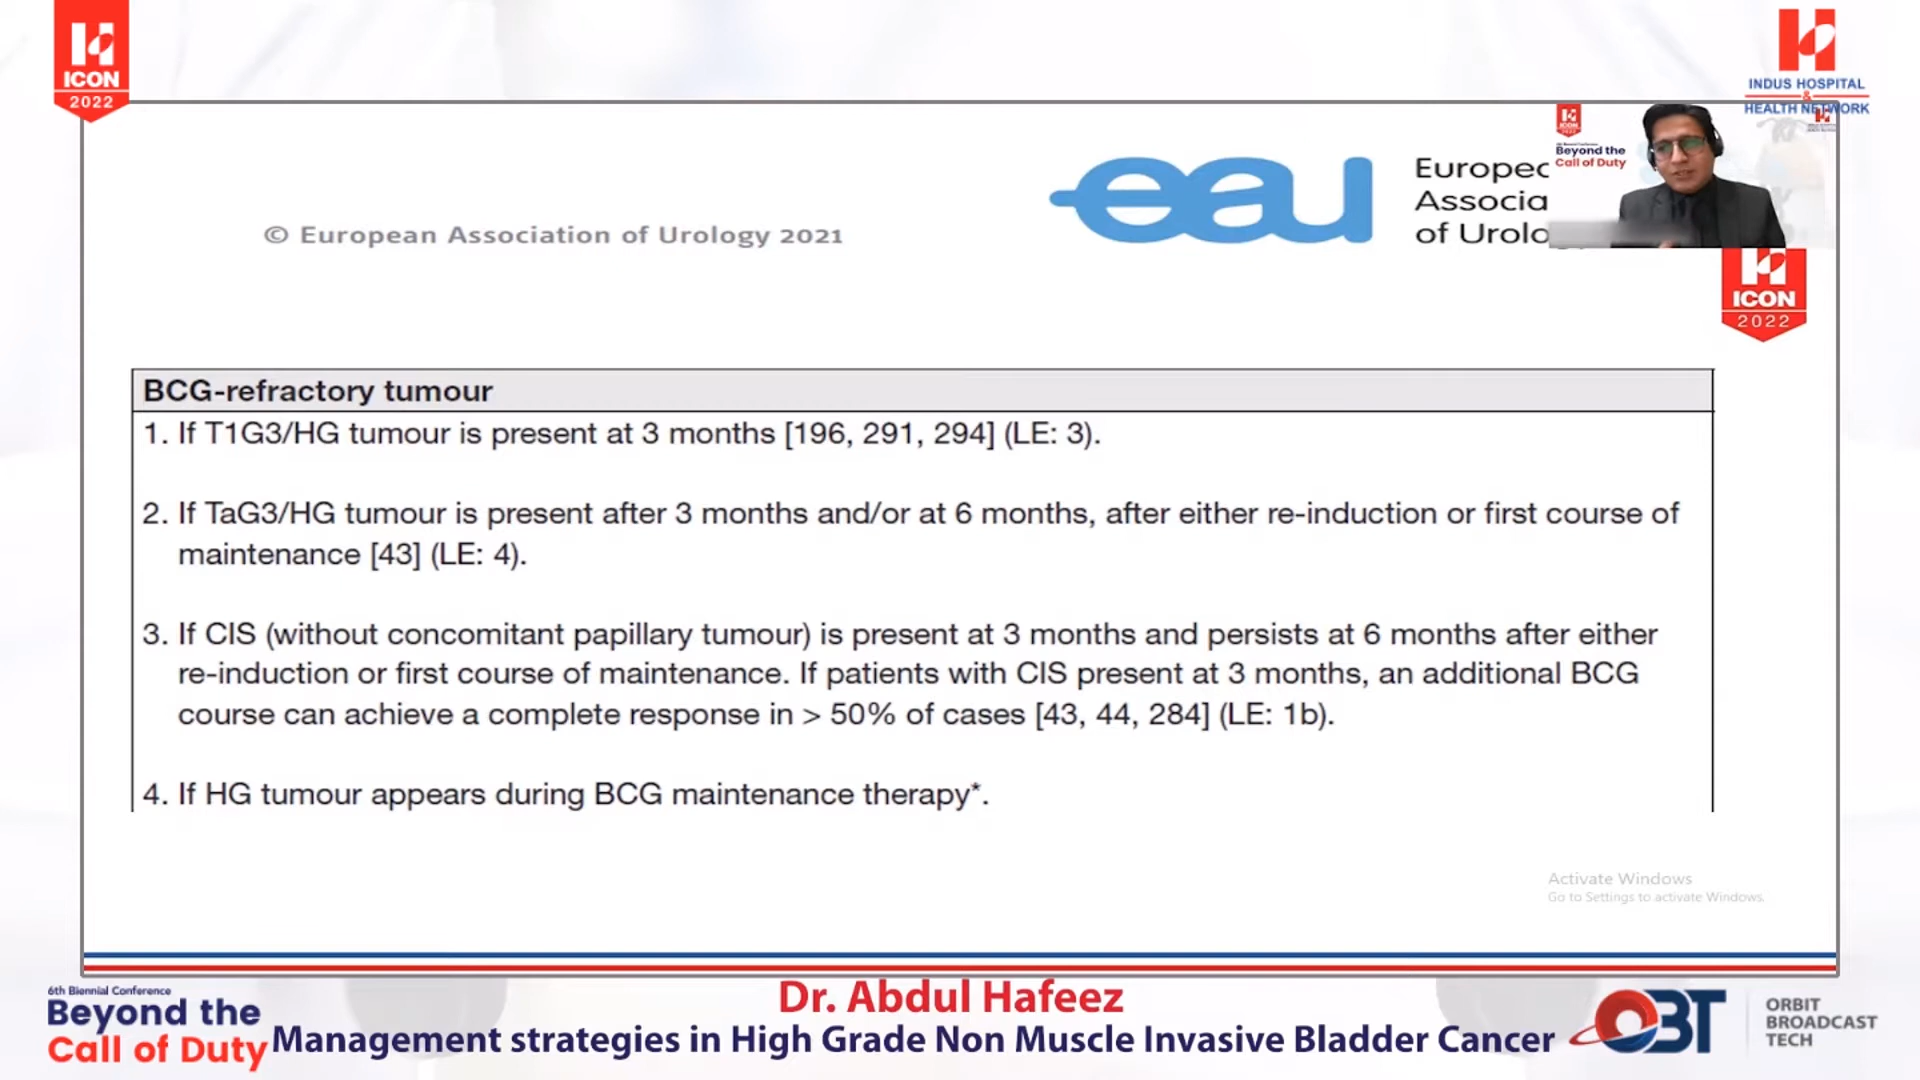 ICON
2022
INDUS HOSPITAL
&
HEALTH NETWORK
Beyond the
Call of Duty
eau
Europe
Associa
of Urolo
© European Association of Urology 2021
ICON
2022
BCG-refractory tumour
1. If T1G3/HG tumour is present at 3 months [196, 291, 294] (LE: 3).
2. If TaG3/HG tumour is present after 3 months and/or at 6 months, after either re-induction or first course of
maintenance [43] (LE: 4).
3. If CIS (without concomitant papillary tumour) is present at 3 months and persists at 6 months after either
re-induction or first course of maintenance. If patients with CIS present at 3 months, an additional BCG
course can achieve a complete response in > 50% of cases [43, 44, 284] (LE: 1b).
4. If HG tumour appears during BCG maintenance therapy*.
Activate Windows
Go to Settings to activate Windows.
6th Biennial Conference
Beyond the
Call of Duty
Dr. Abdul Hafeez
Management strategies in High Grade Non Muscle Invasive Bladder Cancer
OBT
ORBIT
BROADCAST
TECH